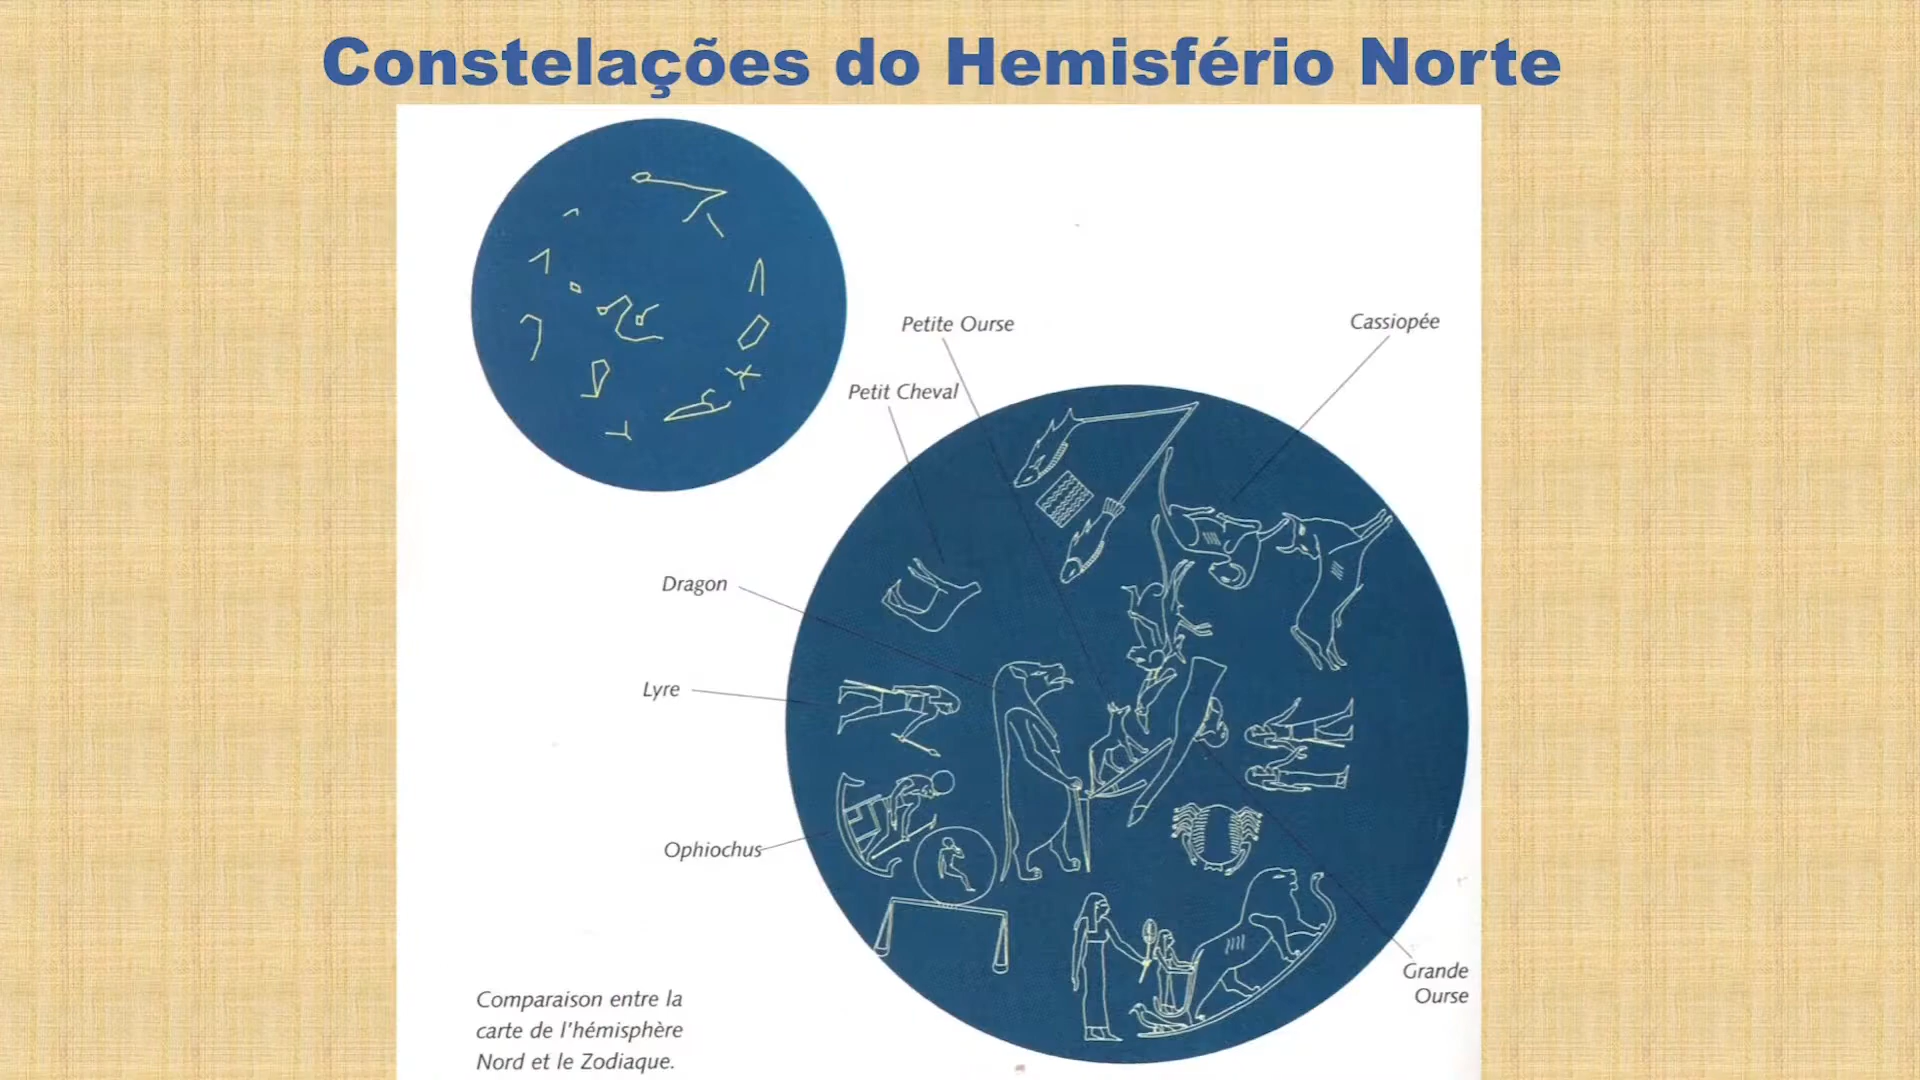 Constelações do Hemisfério Norte
Petite Ourse
Cassiopée
Petit Cheval
Dragon
Lyre
Ophiochus
Grande
Ourse
Comparaison entre la
carte de l'hémisphère
Nord et le Zodiaque.